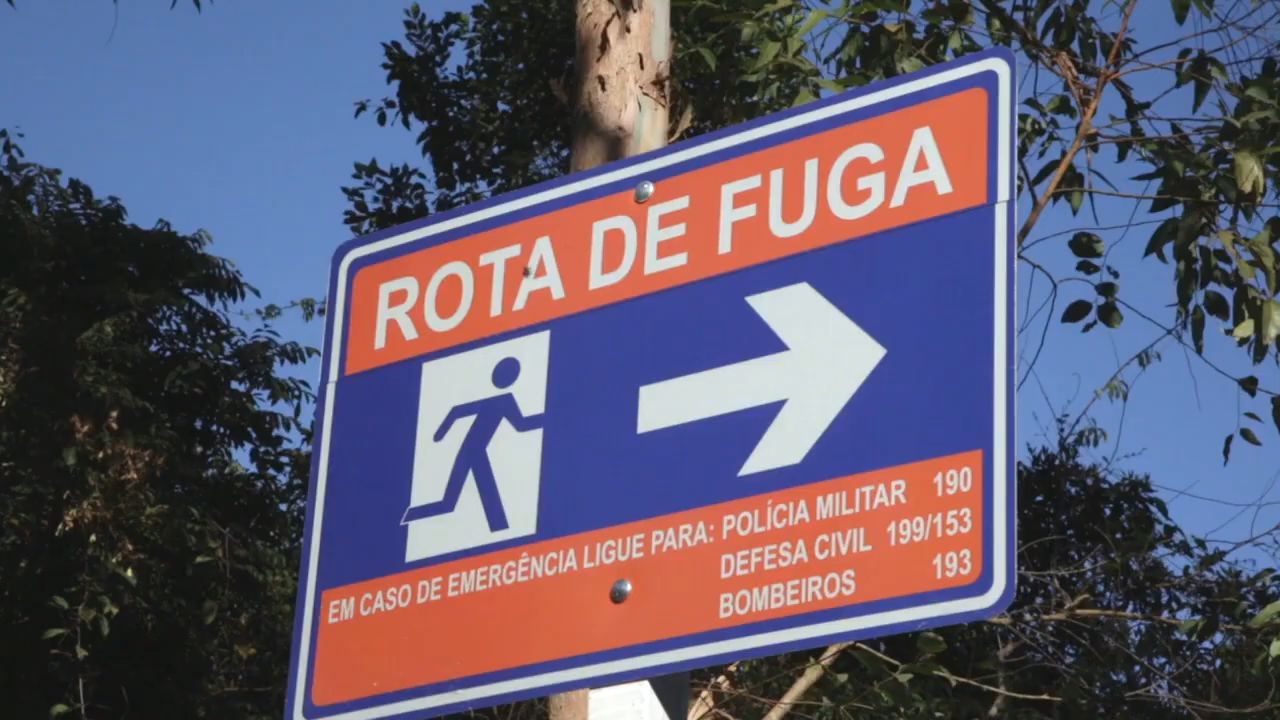 ROTA DE FUGA
EM CASO DE EMERGÊNCIA LIGUE PARA: POLÍCIA MILITAR 190
DEFESA CIVIL 199/153
BOMBEIROS 193